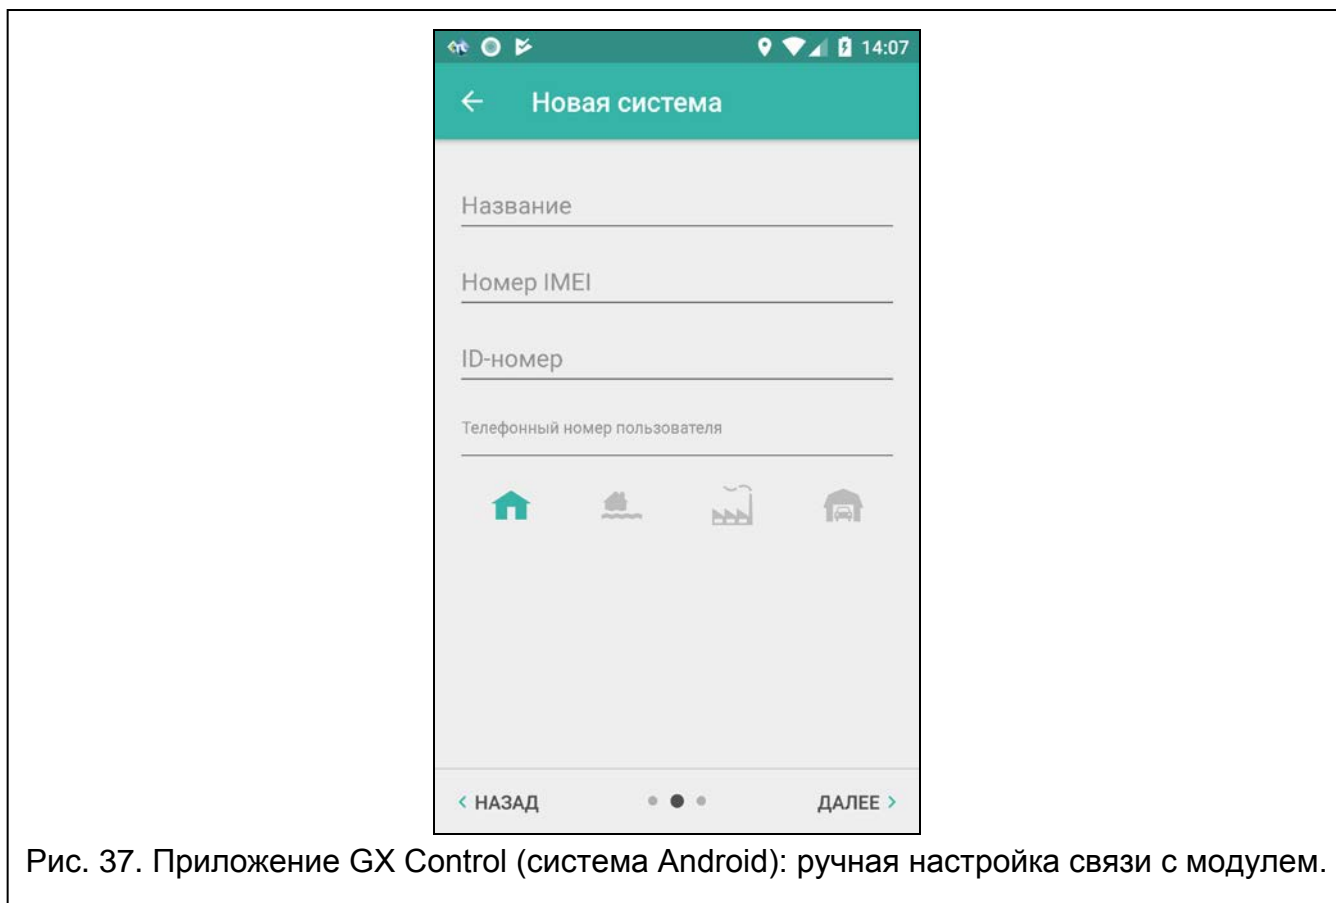 14:07
Новая система
Название
Номер IMEI
ID-номер
Телефонный номер пользователя
НАЗАД
ДАЛЕЕ
Рис. 37. Приложение GX Control (система Android): ручная настройка связи с модулем.